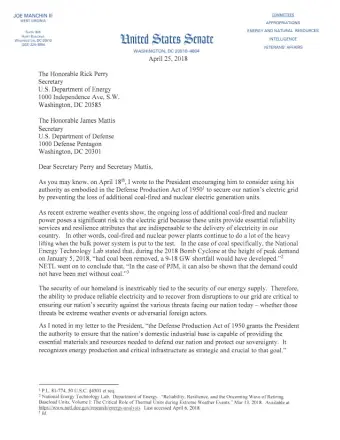 JOE MANCHIN III
WEST VIRGINIA
COMMITTEES
APPROPRIATIONS
ENERGY AND NATURAL RESOURCES
INTELLIGENCE
VETERANS' AFFAIRS
United States Senate
WASHINGTON, DC 20510-4804
April 25, 2018
The Honorable Rick Perry
Secretary
U.S. Department of Energy
1000 Independence Ave, S.W.
Washington, DC 20585
The Honorable James Mattis
Secretary
U.S. Department of Defense
1000 Defense Pentagon
Washington, DC 20301
Dear Secretary Perry and Secretary Mattis,
As you may know, on April 18th, I wrote to the President encouraging him to consider using his
authority as embodied in the Defense Production Act of 1950¹ to secure our nation's electric grid
by preventing the loss of additional coal-fired and nuclear electric generation units.
As recent extreme weather events show, the ongoing loss of additional coal-fired and nuclear
power poses a significant risk to the electric grid because these units provide essential reliability
services and resilience attributes that are indispensable to the delivery of electricity in our
country. In other words, coal-fired and nuclear power plants continue to do a lot of the heavy
lifting when the bulk power system is put to the test. In the case of coal specifically, the National
Energy Technology Lab stated that, during the 2018 Bomb Cyclone at the height of peak demand
on January 5, 2018, "had coal been removed, a 9-18 GW shortfall would have developed."²
NETL went on to conclude that, "In the case of PJM, it can also be shown that the demand could
not have been met without coal."³
The security of our homeland is inextricably tied to the security of our energy supply. Therefore,
the ability to produce reliable electricity and to recover from disruptions to our grid are critical to
ensuring our nation's security against the various threats facing our nation today – whether those
threats be extreme weather events or adversarial foreign actors.
As I noted in my letter to the President, "the Defense Production Act of 1950 grants the President
the authority to ensure that the nation's domestic industrial base is capable of providing the
essential materials and resources needed to defend our nation and protect our sovereignty. It
recognizes energy production and critical infrastructure as strategic and crucial to that goal."
¹ P.L. 81-774, 50 U.S.C. §4501 et seq.
² National Energy Technology Lab. Department of Energy. "Reliability, Resilience, and the Oncoming Wave of Retiring
Baseload Units, Volume I: The Critical Role of Thermal Units during Extreme Weather Events." Mar 13, 2018. Available at
https://www.netl.doe.gov/research/energy-analysis. Last accessed April 6, 2018.
³ Id.